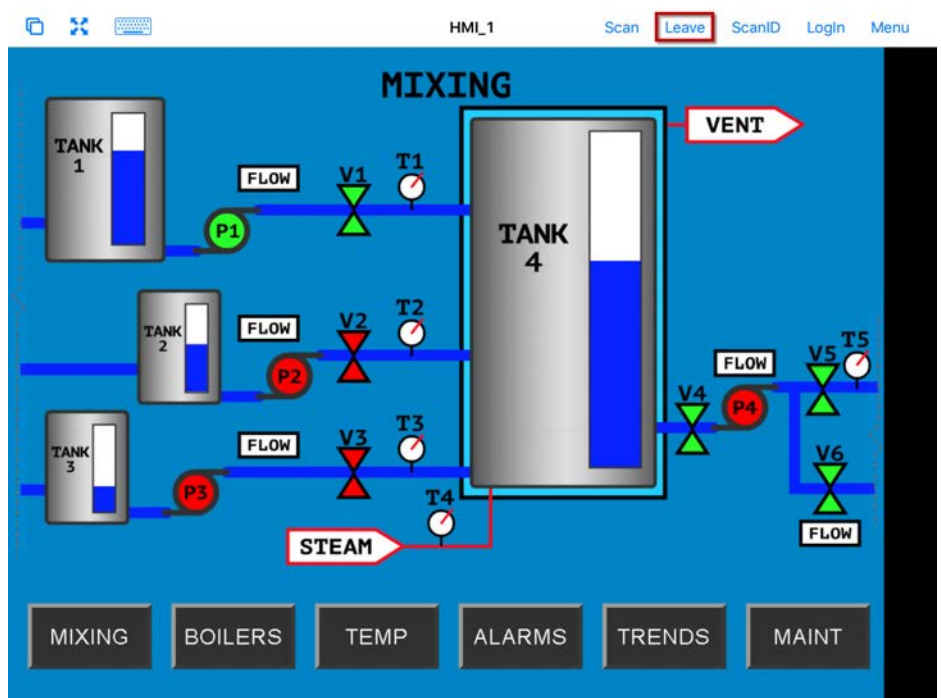 HMI_1
Scan
Leave
ScanID
LogIn
Menu
MIXING
VENT
TANK
1
FLOW
V1
T1
P1
TANK
4
TANK
2
FLOW
V2
T2
P2
TANK
3
FLOW
V3
T3
P3
T4
STEAM
V4
FLOW
P4
V5
T5
V6
FLOW
MIXING
BOILERS
TEMP
ALARMS
TRENDS
MAINT